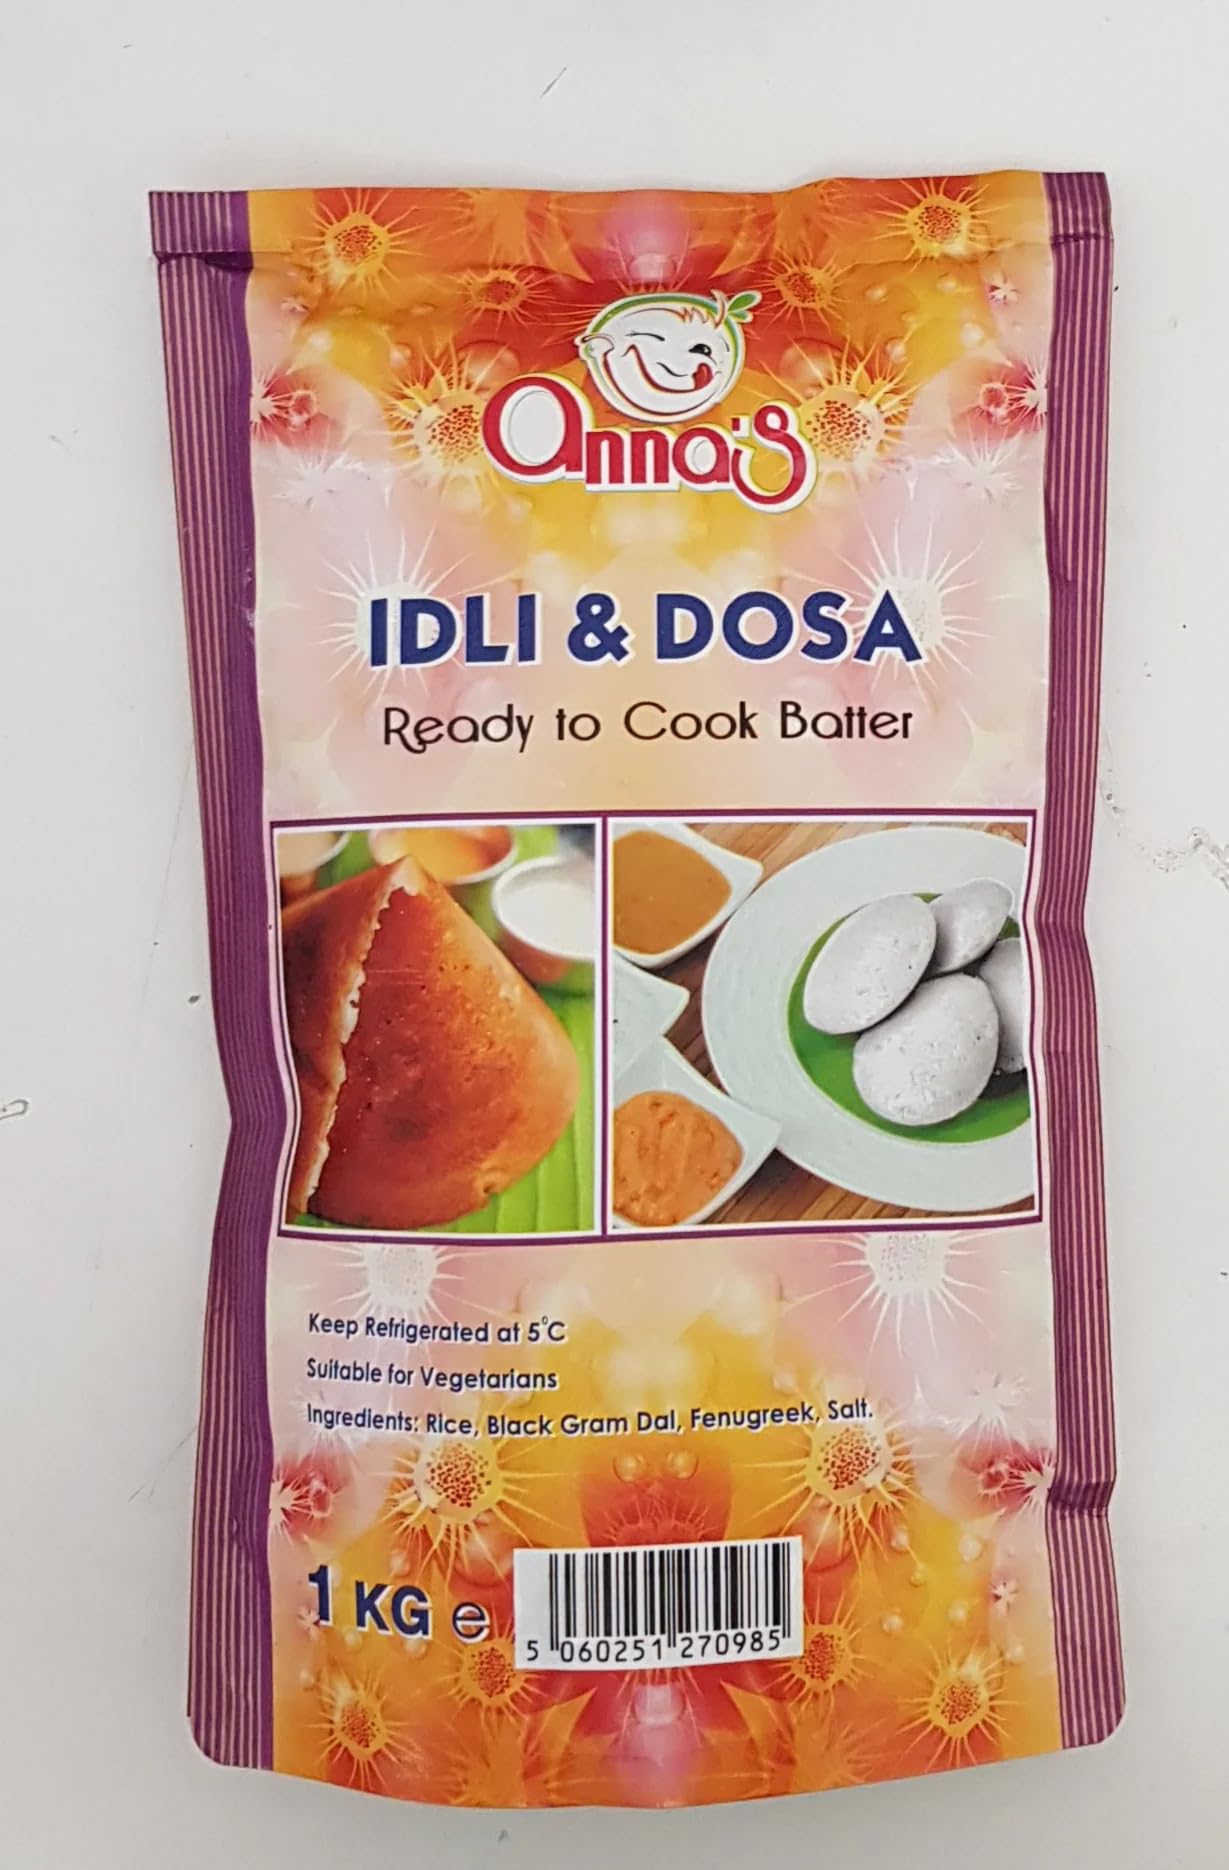 Anna's
IDLI & DOSA
Ready to Cook Batter
Keep Refrigerated at 5°C
Suitable for Vegetarians
Ingredients: Rice, Black Gram Dal, Fenugreek, Salt.
1 KG e
5 060251 270985